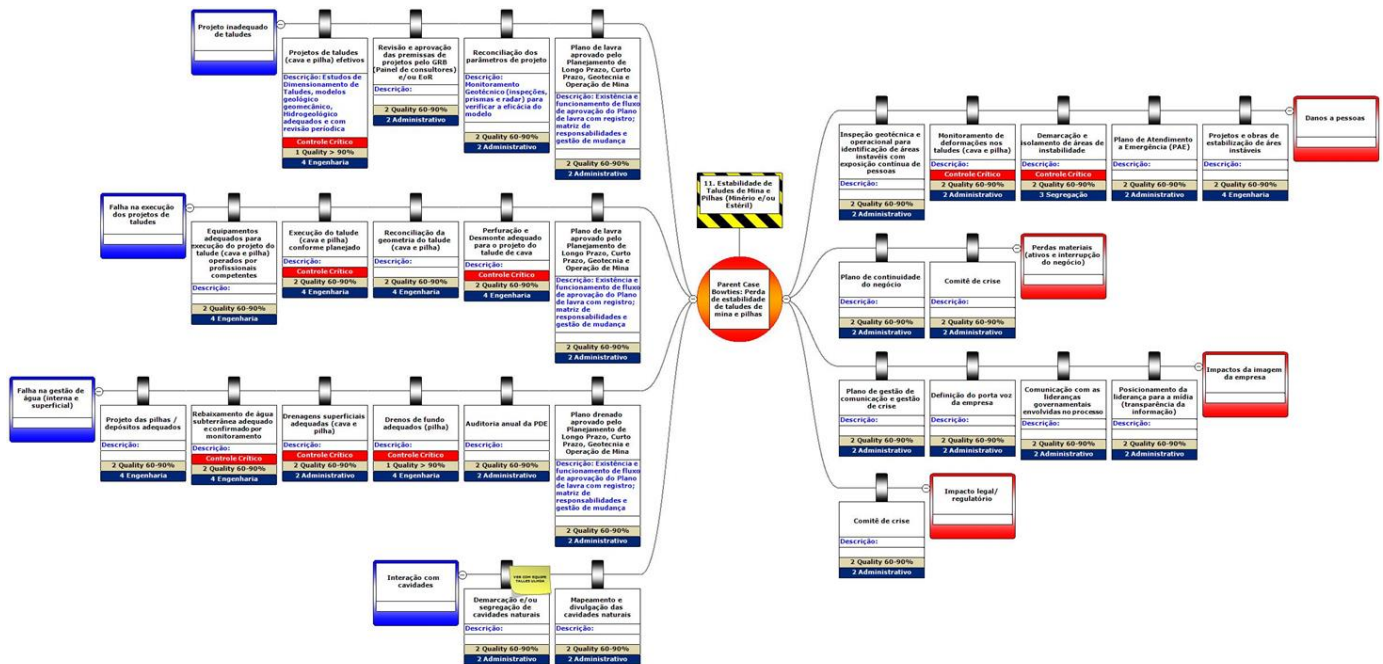 Projeto inadequado
de taludes
Projetos de taludes
(cava e pilha) efetivos
Descrição: Estudos de
Dimensionamento de
Taludes, modelos
geológico
geomecânico,
Hidrogeológico
adequados e com
revisão periódica
Controle Crítico
1 Quality > 90%
4 Engenharia
Revisão e aprovação
das premissas de
projetos pelo GRB
(Painel de consultores)
e/ou EoR
Descrição:
2 Quality 60-90%
2 Administrativo
Reconciliação dos
parâmetros de projeto
Descrição:
Monitoramento
Geotécnico (inspeções,
prismas e radar) para
verificar a eficácia do
modelo
2 Quality 60-90%
2 Administrativo
Plano de lavra
aprovado pelo
Planejamento de
Longo Prazo, Curto
Prazo, Geotecnia e
Operação de Mina
Descrição: Existência e
funcionamento de fluxo
de aprovação do Plano
de lavra com registro;
matriz de
responsabilidades e
gestão de mudança
2 Quality 60-90%
2 Administrativo
Falha na execução
dos projetos de
taludes
Equipamentos
adequados para
execução do projeto do
talude (cava e pilha)
operados por
profissionais
competentes
Descrição:
2 Quality 60-90%
4 Engenharia
Execução do talude
(cava e pilha)
conforme planejado
Descrição:
Controle Crítico
2 Quality 60-90%
4 Engenharia
Reconciliação da
geometria do talude
(cava e pilha)
Descrição:
2 Quality 60-90%
4 Engenharia
Perfuração e
Desmonte adequado
para o projeto do
talude de cava
Descrição:
Controle Crítico
2 Quality 60-90%
4 Engenharia
Plano de lavra
aprovado pelo
Planejamento de
Longo Prazo, Curto
Prazo, Geotecnia e
Operação de Mina
Descrição: Existência e
funcionamento de fluxo
de aprovação do Plano
de lavra com registro;
matriz de
responsabilidades e
gestão de mudança
2 Quality 60-90%
2 Administrativo
Falha na gestão de
água (interna e
superficial)
Projeto das pilhas /
depósitos adequados
Descrição:
2 Quality 60-90%
4 Engenharia
Rebaixamento de água
subterrânea adequado
e confirmado por
monitoramento
Descrição:
Controle Crítico
2 Quality 60-90%
4 Engenharia
Drenagens superficiais
adequadas (cava e
pilha)
Descrição:
Controle Crítico
2 Quality 60-90%
2 Administrativo
Drenos de fundo
adequados (pilha)
Descrição:
Controle Crítico
1 Quality > 90%
4 Engenharia
Auditoria anual da PDE
Descrição:
2 Quality 60-90%
2 Administrativo
Plano drenado
aprovado pelo
Planejamento de
Longo Prazo, Curto
Prazo, Geotecnia e
Operação de Mina
Descrição: Existência e
funcionamento de fluxo
de aprovação do Plano
de lavra com registro;
matriz de
responsabilidades e
gestão de mudança
2 Quality 60-90%
2 Administrativo
Interação com
cavidades
Demarcação e/ou
segregação de
cavidades naturais
Descrição:
2 Quality 60-90%
2 Administrativo
Mapeamento e
divulgação das
cavidades naturais
Descrição:
2 Quality 60-90%
2 Administrativo
11. Estabilidade de
Taludes de Mina e
Pilhas (Minério e/ou
Estéril)
Parent Case
Bowties: Perda
de estabilidade
de taludes de
mina e pilhas
Danos a pessoas
Inspeção geotécnica e
operacional para
identificação de áreas
instáveis com
exposição contínua de
pessoas
Descrição:
2 Quality 60-90%
2 Administrativo
Monitoramento de
deformações nos
taludes (cava e pilha)
Descrição:
Controle Crítico
2 Quality 60-90%
2 Administrativo
Demarcação e
isolamento de áreas
de instabilidade
Descrição:
Controle Crítico
2 Quality 60-90%
3 Segregação
Plano de Atendimento
a Emergência (PAE)
Descrição:
2 Quality 60-90%
2 Administrativo
Projetos e obras de
estabilização de áres
instáveis
Descrição:
2 Quality 60-90%
4 Engenharia
Perdas materiais
(ativos e interrupção
do negócio)
Plano de continuidade
do negócio
Descrição:
2 Quality 60-90%
2 Administrativo
Comitê de crise
Descrição:
2 Quality 60-90%
2 Administrativo
Impactos da imagem
da empresa
Plano de gestão de
comunicação e gestão
de crise
Descrição:
2 Quality 60-90%
2 Administrativo
Definição do porta voz
da empresa
Descrição:
2 Quality 60-90%
2 Administrativo
Comunicação com as
lideranças
governamentais
envolvidas no processo
Descrição:
2 Quality 60-90%
2 Administrativo
Posicionamento da
liderança para a mídia
(transparência da
informação)
Descrição:
2 Quality 60-90%
2 Administrativo
Impacto legal/
regulatório
Comitê de crise
Descrição:
2 Quality 60-90%
2 Administrativo